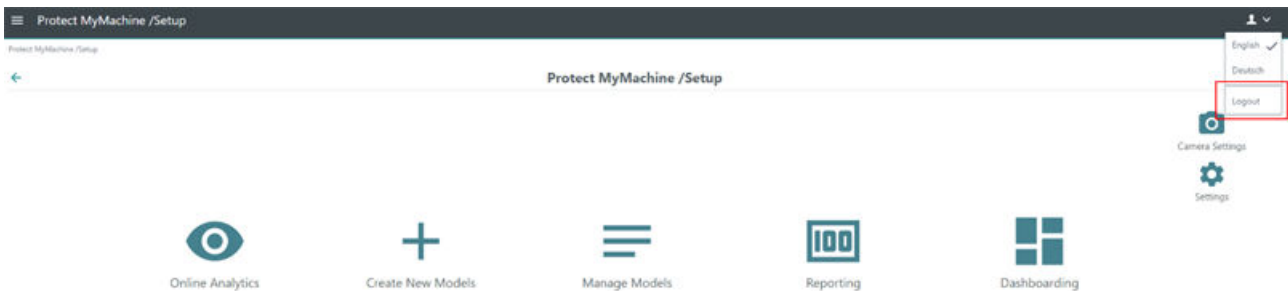 Protect MyMachine /Setup
Protect MyMachine /Setup
English
Deutsch
Logout
Protect MyMachine /Setup
Camera Settings
Settings
100
Online Analytics
Create New Models
Manage Models
Reporting
Dashboarding